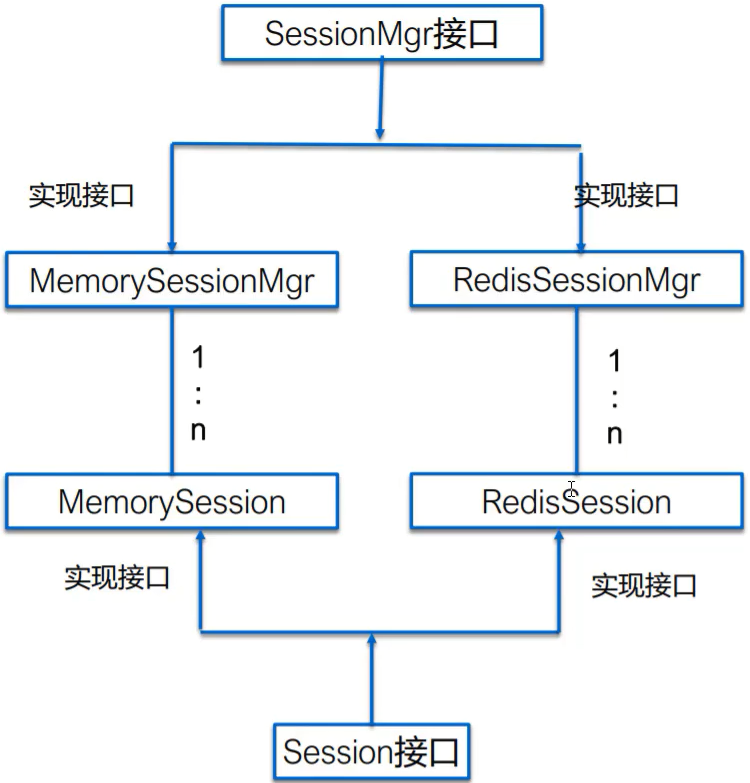 SessionMgr接口
实现接口
实现接口
MemorySessionMgr
RedisSessionMgr
1
:
n
1
:
n
MemorySession
RedisSession
实现接口
实现接口
Session接口